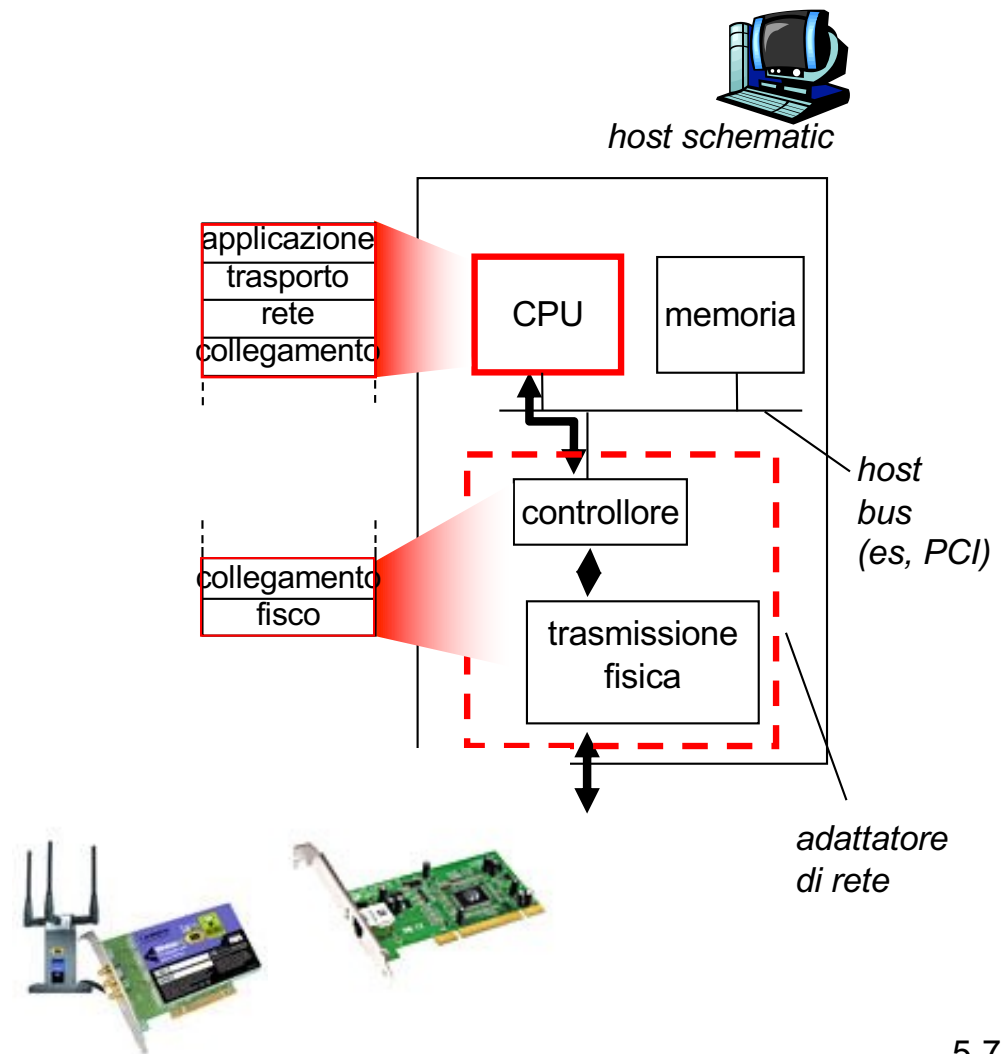 host schematic
applicazione
trasporto
rete
collegamento
CPU
memoria
host
bus
(es, PCI)
controllore
collegamento
fisco
trasmissione
fisica
adattatore
di rete
5-7